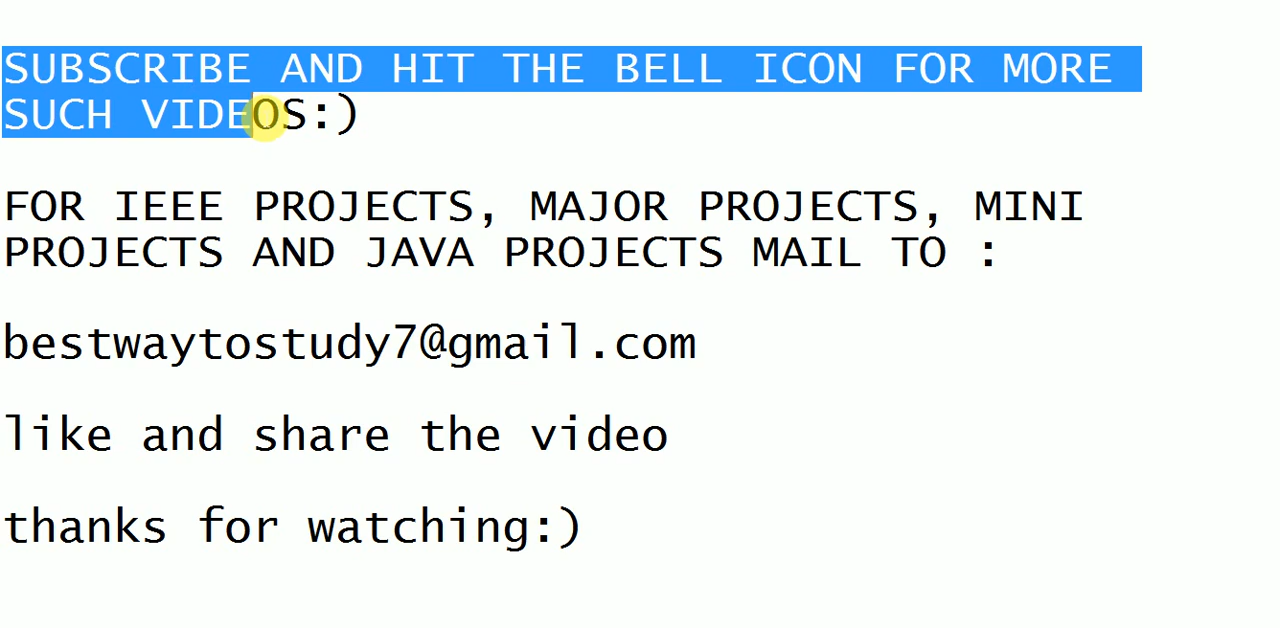 SUBSCRIBE AND HIT THE BELL ICON FOR MORE
SUCH VIDEOS:)
FOR IEEE PROJECTS, MAJOR PROJECTS, MINI
PROJECTS AND JAVA PROJECTS MAIL TO :
bestwaytostudy7@gmail.com
like and share the video
thanks for watching:)